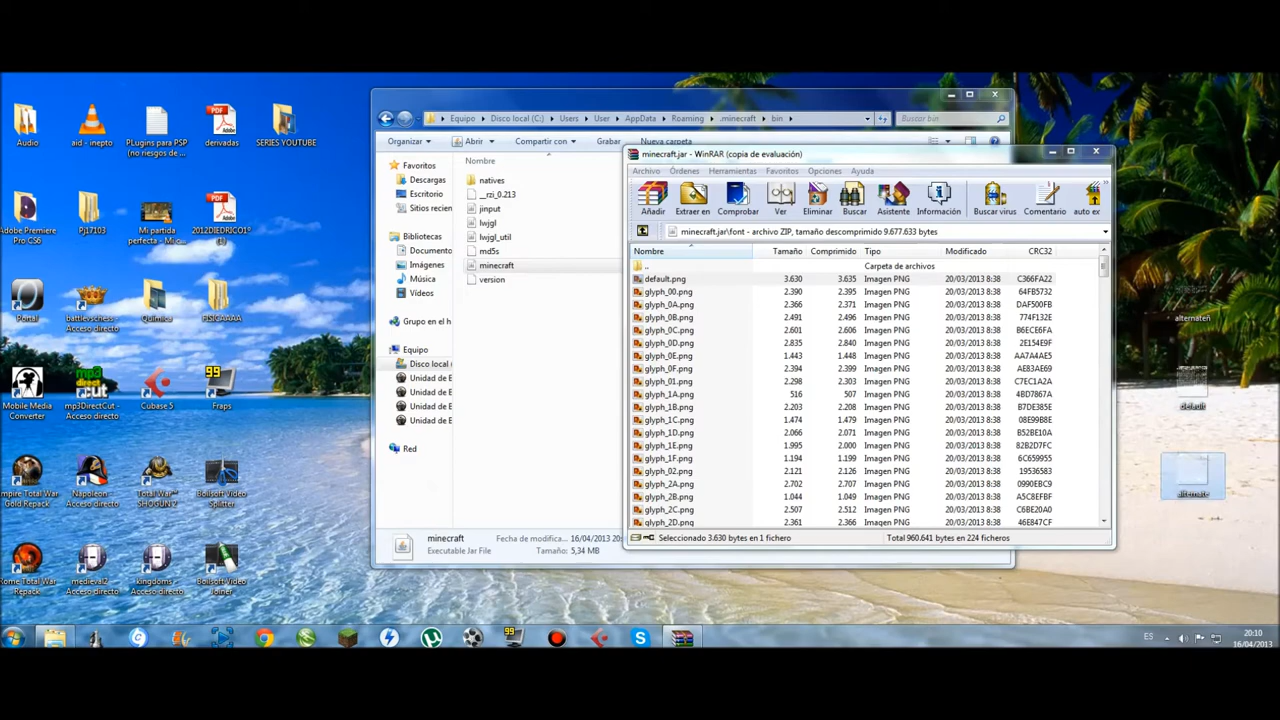 Audio
aid - inepto
PLugins para PSP
(no riesgos de ...
derivadas
SERIES YOUTUBE
Adobe Premiere
Pro CS6
Pj17103
Mi partida
perfecta - Mi.o...
2012DIEDRICO1º
(1)
Portal
battlevschess -
Acceso directo
Química
FISICAAAA
Mobile Media
Converter
mp3DirectCut -
Acceso directo
Cubase 5
99
Fraps
Empire Total War
Gold Repack
Napoleon -
Acceso directo
Total War™
SHOGUN 2
Boilsoft Video
Splitter
Rome Total War
Repack
medieval2 -
Acceso directo
kingdoms -
Acceso directo
Boilsoft Video
Joiner
Equipo
Disco local (C:)
Users
User
AppData
Roaming
.minecraft
bin
Buscar bin
Organizar
Abrir
Compartir con
Grabar
Nueva carpeta
Favoritos
Descargas
Escritorio
Sitios recien
Bibliotecas
Documento
Imágenes
Música
Vídeos
Grupo en el h
Equipo
Disco local (
Unidad de E
Unidad de E
Unidad de E
Unidad de E
Red
Nombre
natives
__rzi_0.213
jinput
lwjgl
lwjgl_util
md5s
minecraft
version
minecraft
Executable Jar File
Fecha de modifica... 16/04/2013 20:
Tamaño: 5,34 MB
minecraft.jar - WinRAR (copia de evaluación)
Archivo Órdenes Herramientas Favoritos Opciones Ayuda
Añadir Extraer en Comprobar Ver Eliminar Buscar Asistente Información Buscar virus Comentario auto ex
minecraft.jar\font - archivo ZIP, tamaño descomprimido 9.677.633 bytes
Nombre Tamaño Comprimido Tipo Modificado CRC32
.. Carpeta de archivos
default.png 3.630 3.635 Imagen PNG 20/03/2013 8:38 C366FA22
glyph_00.png 2.390 2.395 Imagen PNG 20/03/2013 8:38 64FB5732
glyph_0A.png 2.366 2.371 Imagen PNG 20/03/2013 8:38 DAF500FB
glyph_0B.png 2.491 2.496 Imagen PNG 20/03/2013 8:38 774F132E
glyph_0C.png 2.601 2.606 Imagen PNG 20/03/2013 8:38 B6ECE6FA
glyph_0D.png 2.835 2.840 Imagen PNG 20/03/2013 8:38 2E154E9F
glyph_0E.png 1.443 1.448 Imagen PNG 20/03/2013 8:38 AA7A4AE5
glyph_0F.png 2.394 2.399 Imagen PNG 20/03/2013 8:38 AE83AE69
glyph_01.png 2.298 2.303 Imagen PNG 20/03/2013 8:38 C7EC1A2A
glyph_1A.png 516 507 Imagen PNG 20/03/2013 8:38 4BD7867A
glyph_1B.png 2.203 2.208 Imagen PNG 20/03/2013 8:38 B7DE385E
glyph_1C.png 1.474 1.479 Imagen PNG 20/03/2013 8:38 08E99B8E
glyph_1D.png 2.066 2.071 Imagen PNG 20/03/2013 8:38 B52BE10A
glyph_1E.png 1.995 2.000 Imagen PNG 20/03/2013 8:38 82B2D7FC
glyph_1F.png 1.194 1.199 Imagen PNG 20/03/2013 8:38 6C659955
glyph_02.png 2.121 2.126 Imagen PNG 20/03/2013 8:38 19536583
glyph_2A.png 2.702 2.707 Imagen PNG 20/03/2013 8:38 0990EBC9
glyph_2B.png 1.044 1.049 Imagen PNG 20/03/2013 8:38 A5C8EFBF
glyph_2C.png 2.507 2.512 Imagen PNG 20/03/2013 8:38 C6BE20A0
glyph_2D.png 2.361 2.366 Imagen PNG 20/03/2013 8:38 46E847CF
Seleccionado 3.630 bytes en 1 fichero
Total 960.641 bytes en 224 ficheros
alternateñ
default
alternate
99
ES
20:10
16/04/2013